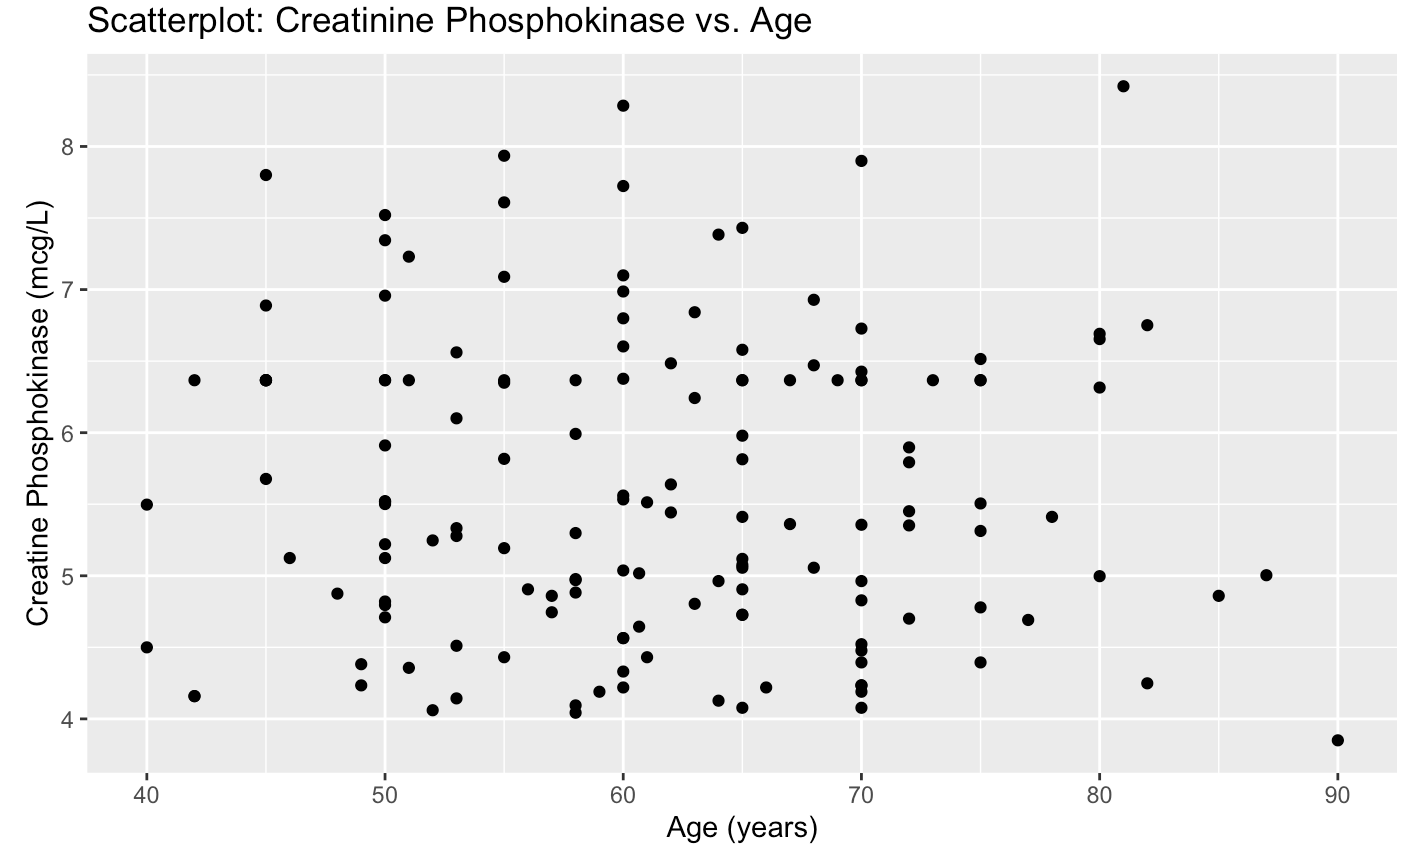 Scatterplot: Creatinine Phosphokinase vs. Age
Creatine Phosphokinase (mcg/L)
8
7
6
5
4
40 50 60 70 80 90
Age (years)